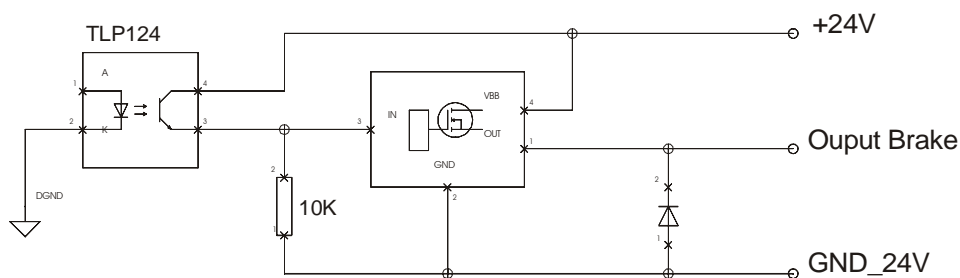 TLP124
+24V
A
1
4
VBB
4
IN
2
K
3
3
OUT
1
Ouput Brake
GND
2
2
2
DGND
10K
1
1
GND_24V